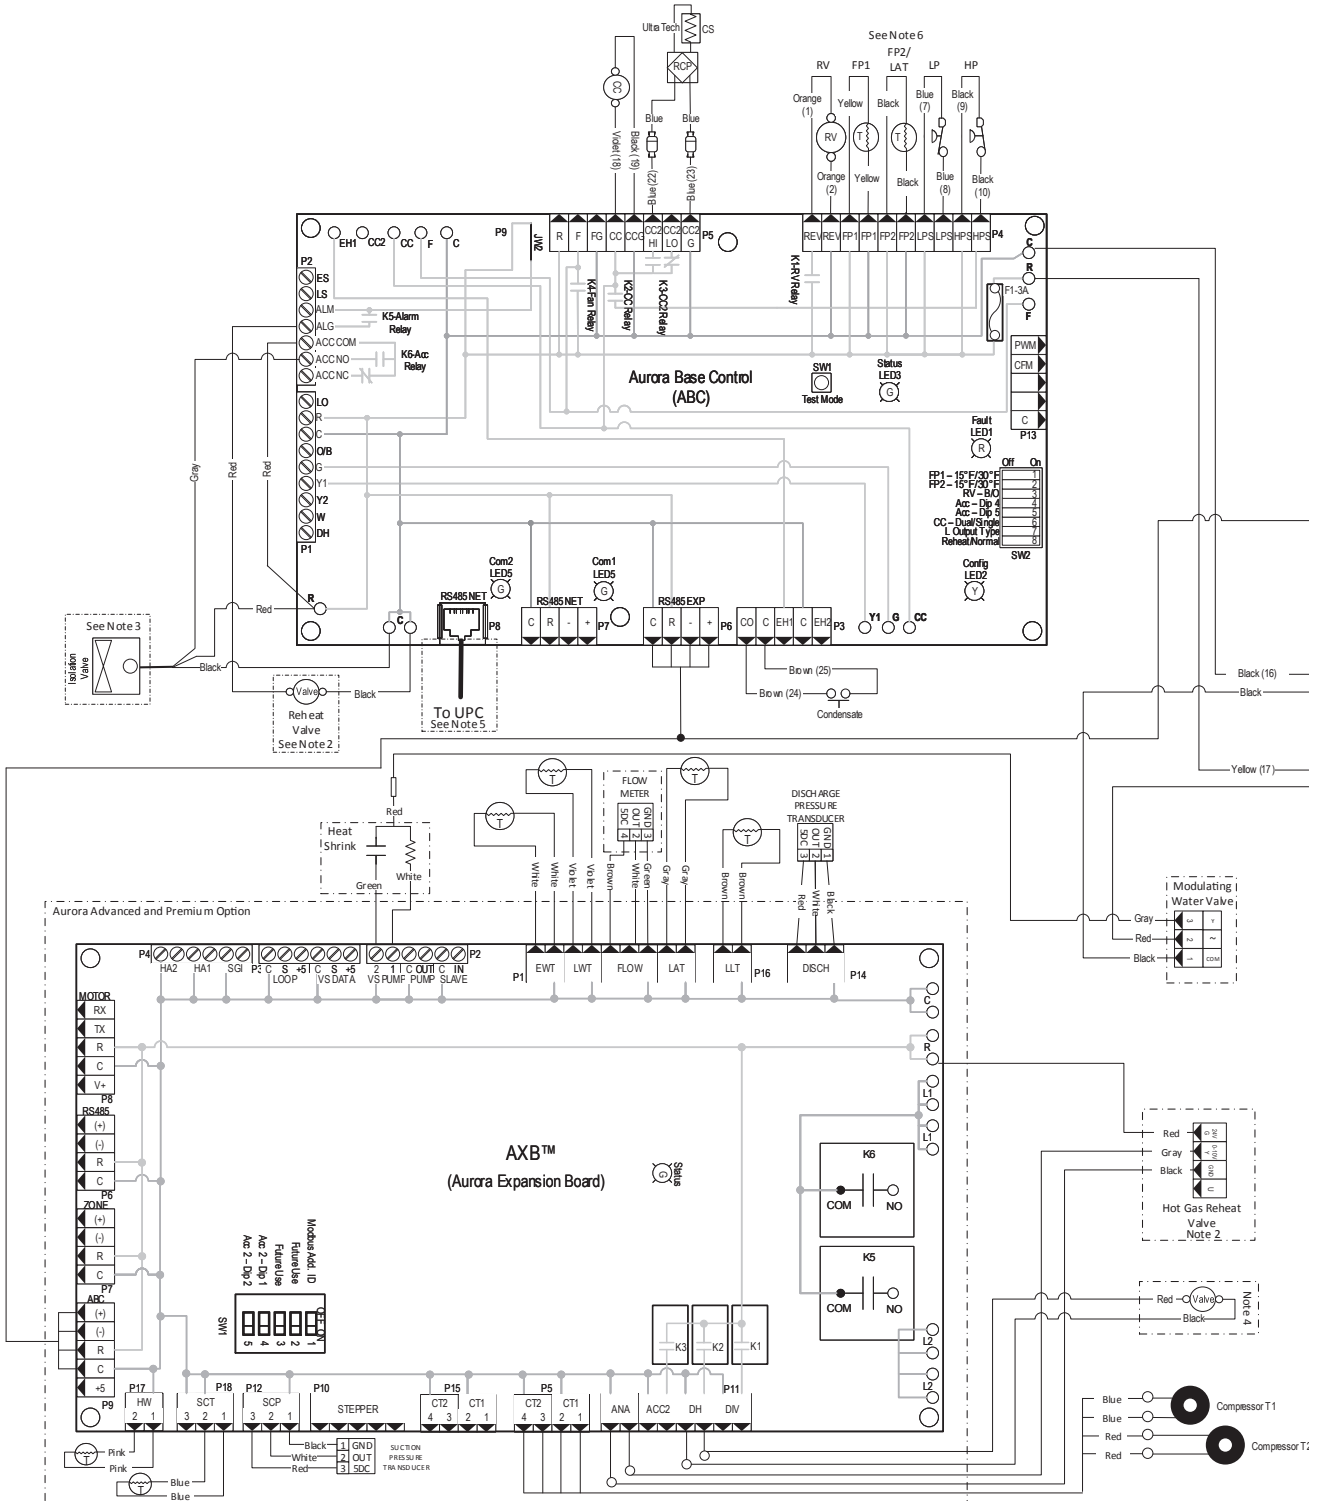 Ultra Tech
CS
RCP
CC
Violet (18)
Black (19)
Blue
Blue
Blue(22)
Blue(23)
See Note 6
RV
FP1
FP2/
LAT
LP
HP
Orange
(1)
Yellow
Black
Blue
(7)
Black
(9)
RV
T
T
Orange
(2)
Yellow
Black
Blue
(8)
Black
(10)
EH1
CC2
CC
F
C
P9
JW2
R
F
FG
CC
CCG
CC2
HI
CC2
LO
CC2
G
P5
REV
REV
FP1
FP1
FP2
FP2
LPS
LPS
HPS
HPS
P4
C
R
F1-3A
F
P2
ES
LS
ALM
ALG
ACC COM
ACC NO
ACC NC
K5-Alarm
Relay
K6-Acc
Relay
K4-Fan Relay
K2-CC Relay
K3-CC2 Relay
K1-RV Relay
Aurora Base Control
(ABC)
SW1
Test Mode
Status
LED3
G
PWM
CFM
C
P13
Fault
LED1
R
Off
On
FP1 – 15°F/30°F
1
FP2 – 15°F/30°F
2
RV – B/O
3
Acc – Dip 4
4
Acc – Dip 5
5
CC – Dual/Single
6
L Output Type
7
Reheat/Normal
8
SW2
Config
LED2
Y
LO
R
C
O/B
G
Y1
Y2
W
DH
P1
Gray
Red
Red
R
Red
C
Com2
LED5
G
Com1
LED5
G
RS485 NET
P8
RS485 NET
C
R
-
+
P7
RS485 EXP
C
R
-
+
P6
CO
C
EH1
C
EH2
P3
Y1
G
CC
See Note 3
Isolation
Valve
Black
Valve
Black
Reheat
Valve
See Note 2
To UPC
See Note 5
Brown (25)
Brown (24)
Condensate
Black (16)
Black
Yellow (17)
Heat
Shrink
Red
Green
White
T
T
FLOW
METER
5DC
OUT
GND
4
2
3
T
T
DISCHARGE
PRESSURE
TRANSDUCER
5DC
OUT
GND
3
2
1
White
White
Violet
Violet
Brown
White
Green
Gray
Gray
Brown
Brown
Red
White
Black
Modulating
Water Valve
Gray
3
Y
Red
2
~
Black
1
COM
Aurora Advanced and Premium Option
P4
HA2
HA1
SGI
P3
C
S
+5
LOOP
C
S
+5
VS DATA
2
1
VS PUMP
C
OUT
PUMP
C
IN
SLAVE
P2
P1
EWT
LWT
FLOW
LAT
LLT
P16
DISCH
P14
C
R
L1
L1
MOTOR
RX
TX
R
C
V+
P8
RS485
(+)
(-)
R
C
P6
ZONE
(+)
(-)
R
C
P7
ABC
(+)
(-)
R
C
+5
P9
AXB™
(Aurora Expansion Board)
G
Status
K6
COM
NO
K5
COM
NO
Modbus Add. ID
Future Use
Future Use
Acc 2 – Dip 1
Acc 2 – Dip 2
SW1
OFF ON
5
4
3
2
1
K3
K2
K1
L2
L2
P17
HW
2
1
SCT
3
2
1
P18
P12
SCP
3
2
1
P10
STEPPER
P15
CT2
CT1
4
3
2
1
P5
CT2
CT1
4
3
2
1
ANA
ACC2
DH
P11
DIV
Red
24V
G
Gray
0-10V
Y
Black
GND
U
Hot Gas Reheat
Valve
Note 2
Red
Valve
Black
Note 4
T
Pink
Pink
T
Blue
Blue
Black
1
GND
White
2
OUT
Red
3
5DC
SUCTION
PRESSURE
TRANSDUCER
Blue
Blue
Compressor T1
Red
Red
Compressor T2